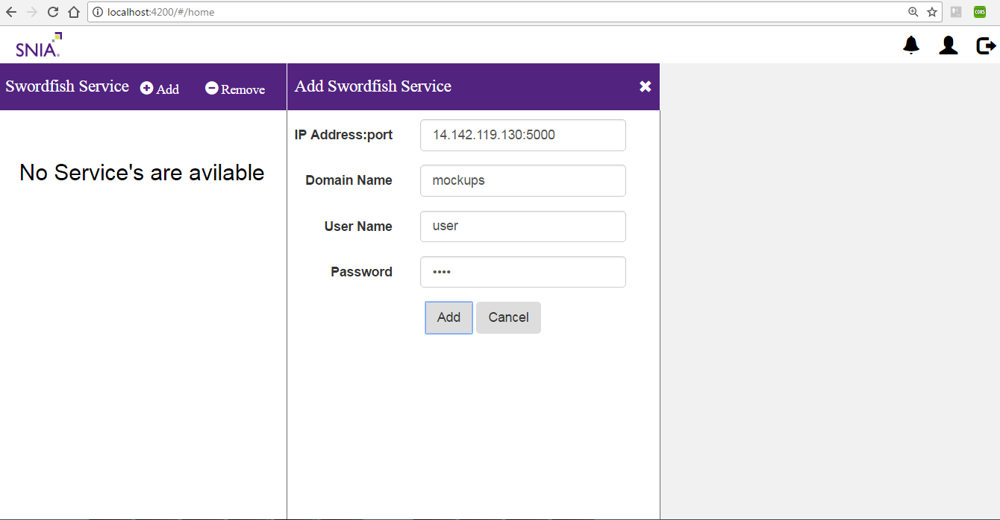 localhost:4200/#/home
CORS
SNIA
Swordfish Service Add Remove
Add Swordfish Service
No Service's are avilable
IP Address:port 14.142.119.130:5000
Domain Name mockups
User Name user
Password ••••
Add Cancel